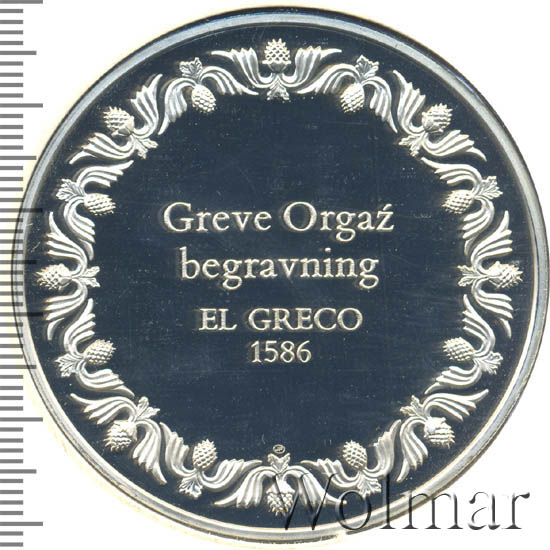 Greve Orgaź
begravning
EL GRECO
1586
Wolmar